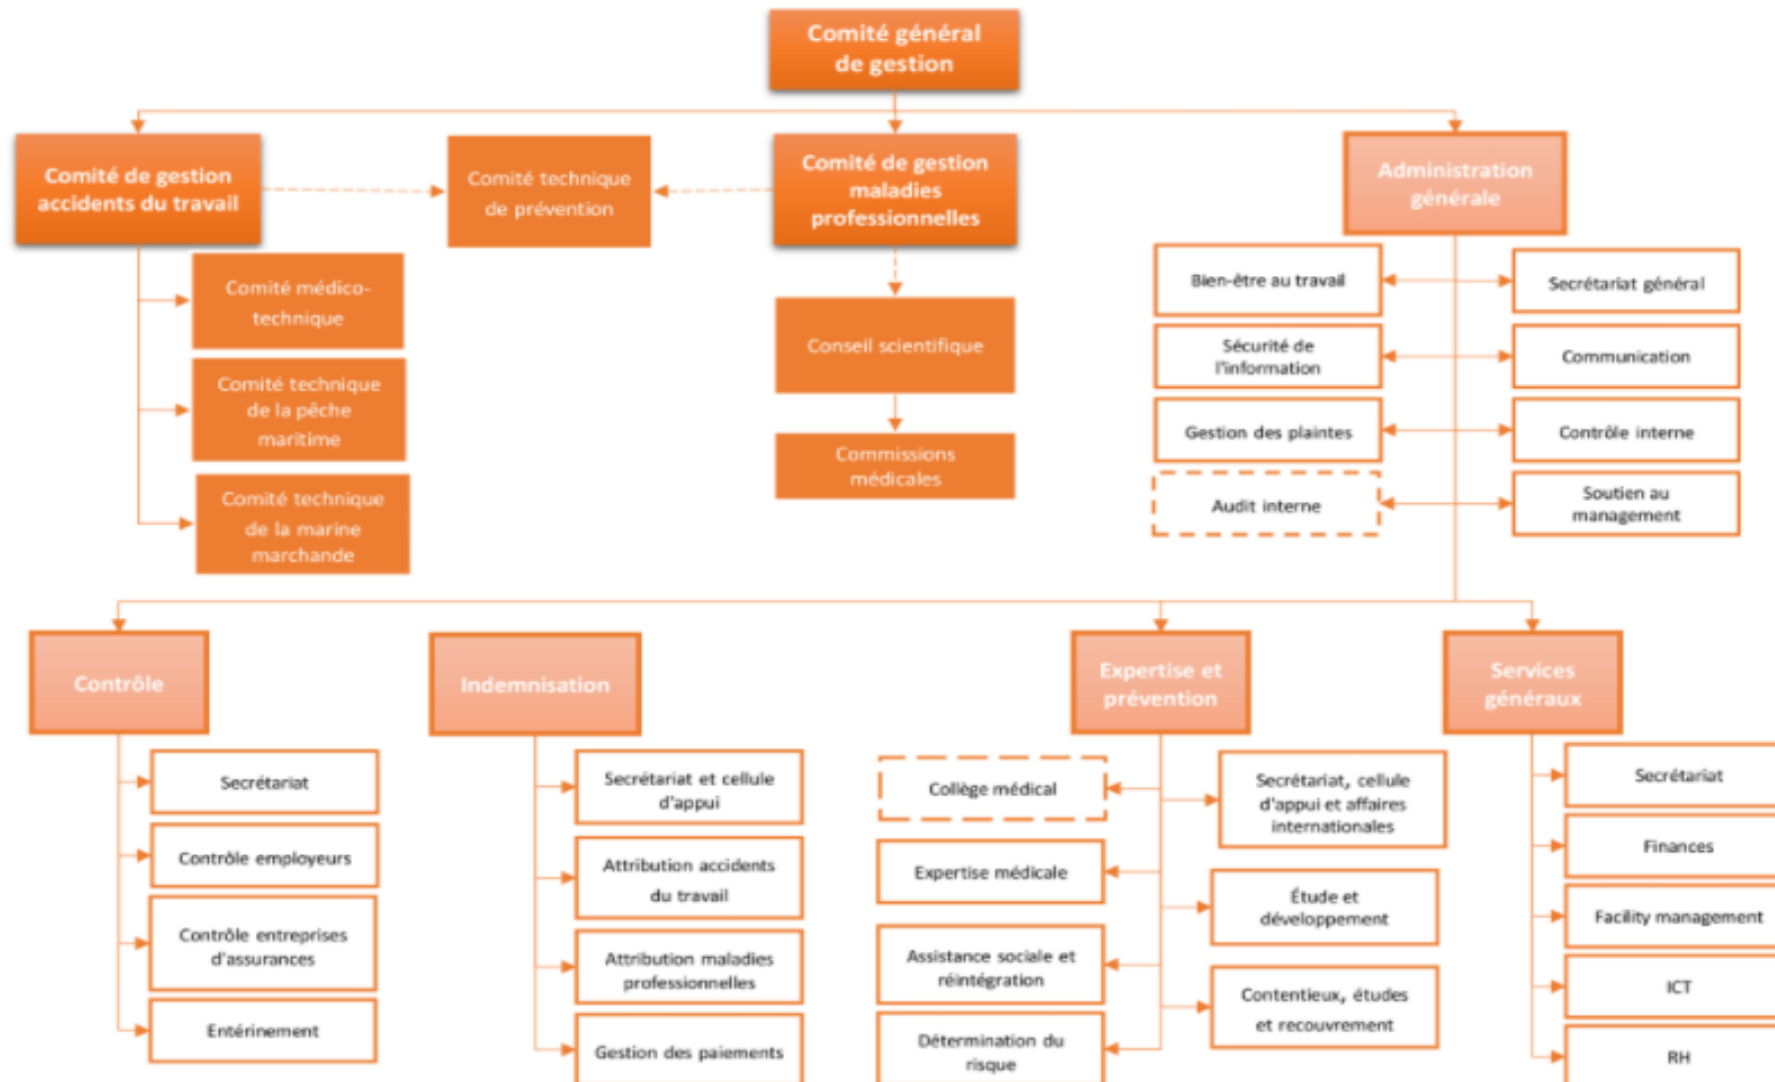 Comité général
de gestion
Comité de gestion
accidents du travail
Comité technique
de prévention
Comité de gestion
maladies
professionnelles
Administration
générale
Comité médico-
technique
Comité technique
de la pêche
maritime
Comité technique
de la marine
marchande
Conseil scientifique
Commissions
médicales
Bien-être au travail
Secrétariat général
Sécurité de
l'information
Communication
Gestion des plaintes
Contrôle interne
Audit interne
Soutien au
management
Contrôle
Secrétariat
Contrôle employeurs
Contrôle entreprises
d'assurances
Entérinement
Indemnisation
Secrétariat et cellule
d'appui
Attribution accidents
du travail
Attribution maladies
professionnelles
Gestion des paiements
Expertise et
prévention
Collège médical
Secrétariat, cellule
d'appui et affaires
internationales
Expertise médicale
Étude et
développement
Assistance sociale et
réintégration
Contentieux, études
et recouvrement
Détermination du
risque
Services
généraux
Secrétariat
Finances
Facility management
ICT
RH